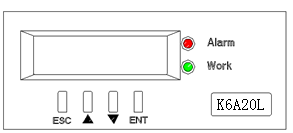 Alarm
Work
K6A20L
ESC ▲ ▼ ENT